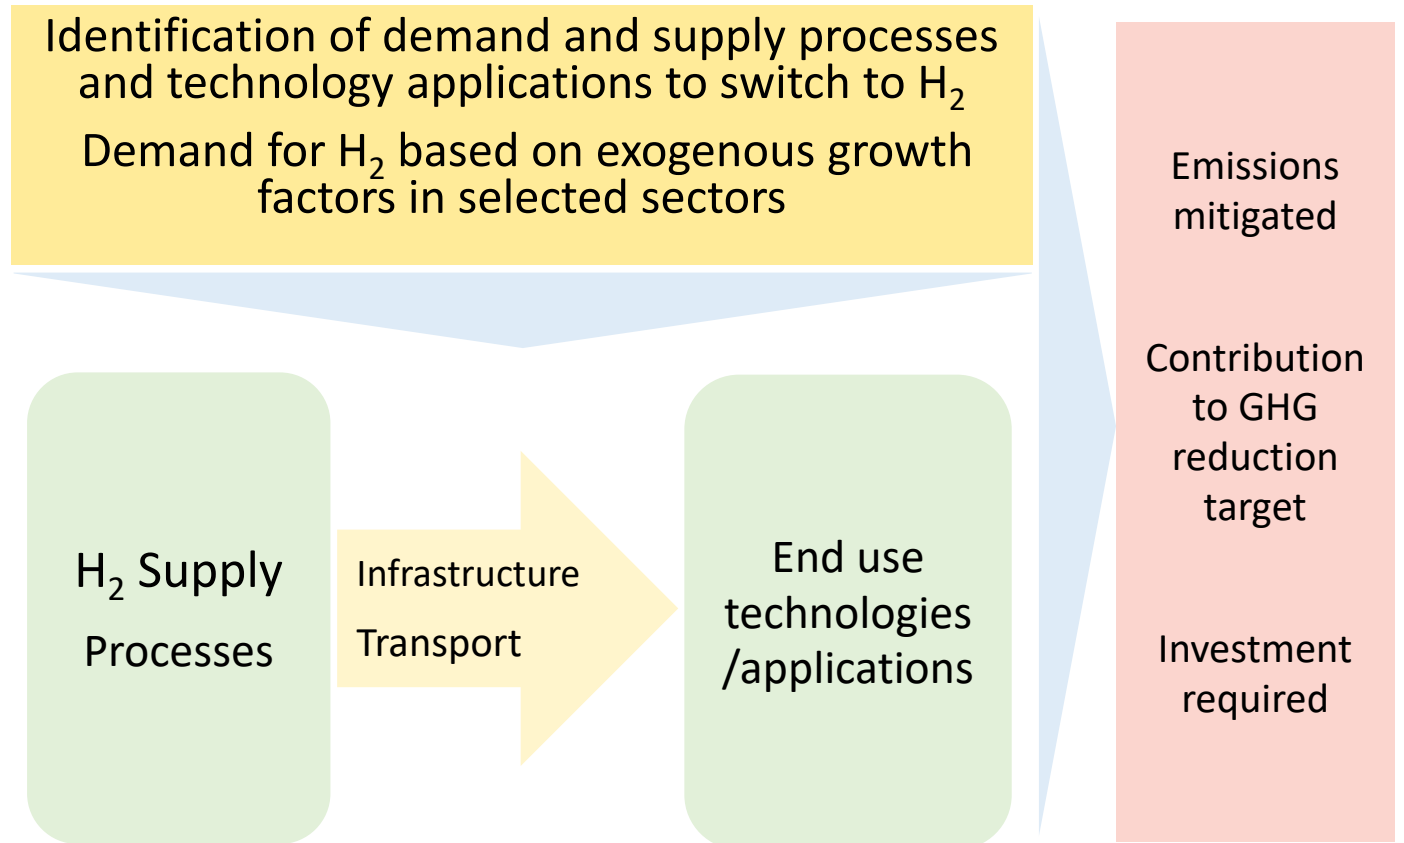 Identification of demand and supply processes
and technology applications to switch to H₂
Demand for H₂ based on exogenous growth
factors in selected sectors
Emissions
mitigated
Contribution
to GHG
reduction
target
Investment
required
H₂ Supply
Processes
Infrastructure
Transport
End use
technologies
/applications